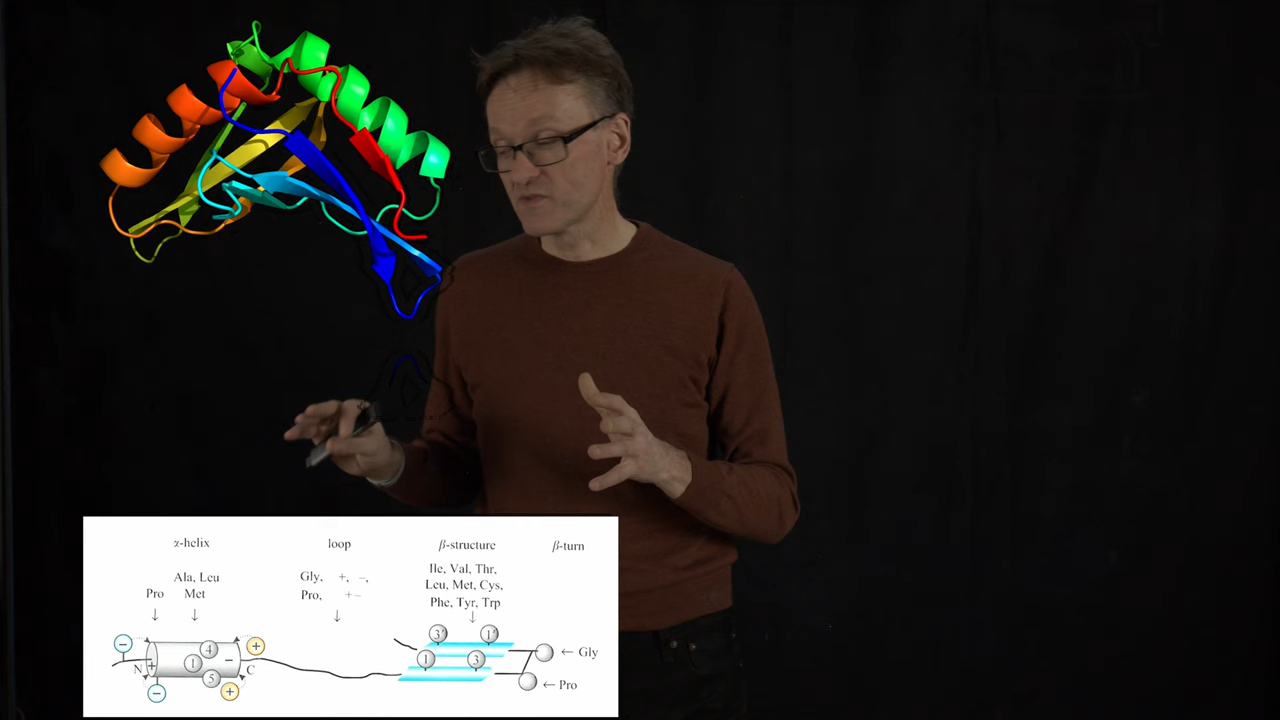 α-helix loop β-structure β-turn
Ala, Leu Gly, +, −, Ile, Val, Thr,
Pro Met Pro, + − Leu, Met, Cys,
Phe, Tyr, Trp
↓ ↓ ↓ ↓
− 4 + 3' 1'
N + 1 − C 1 3 ← Gly
− 5 + ← Pro